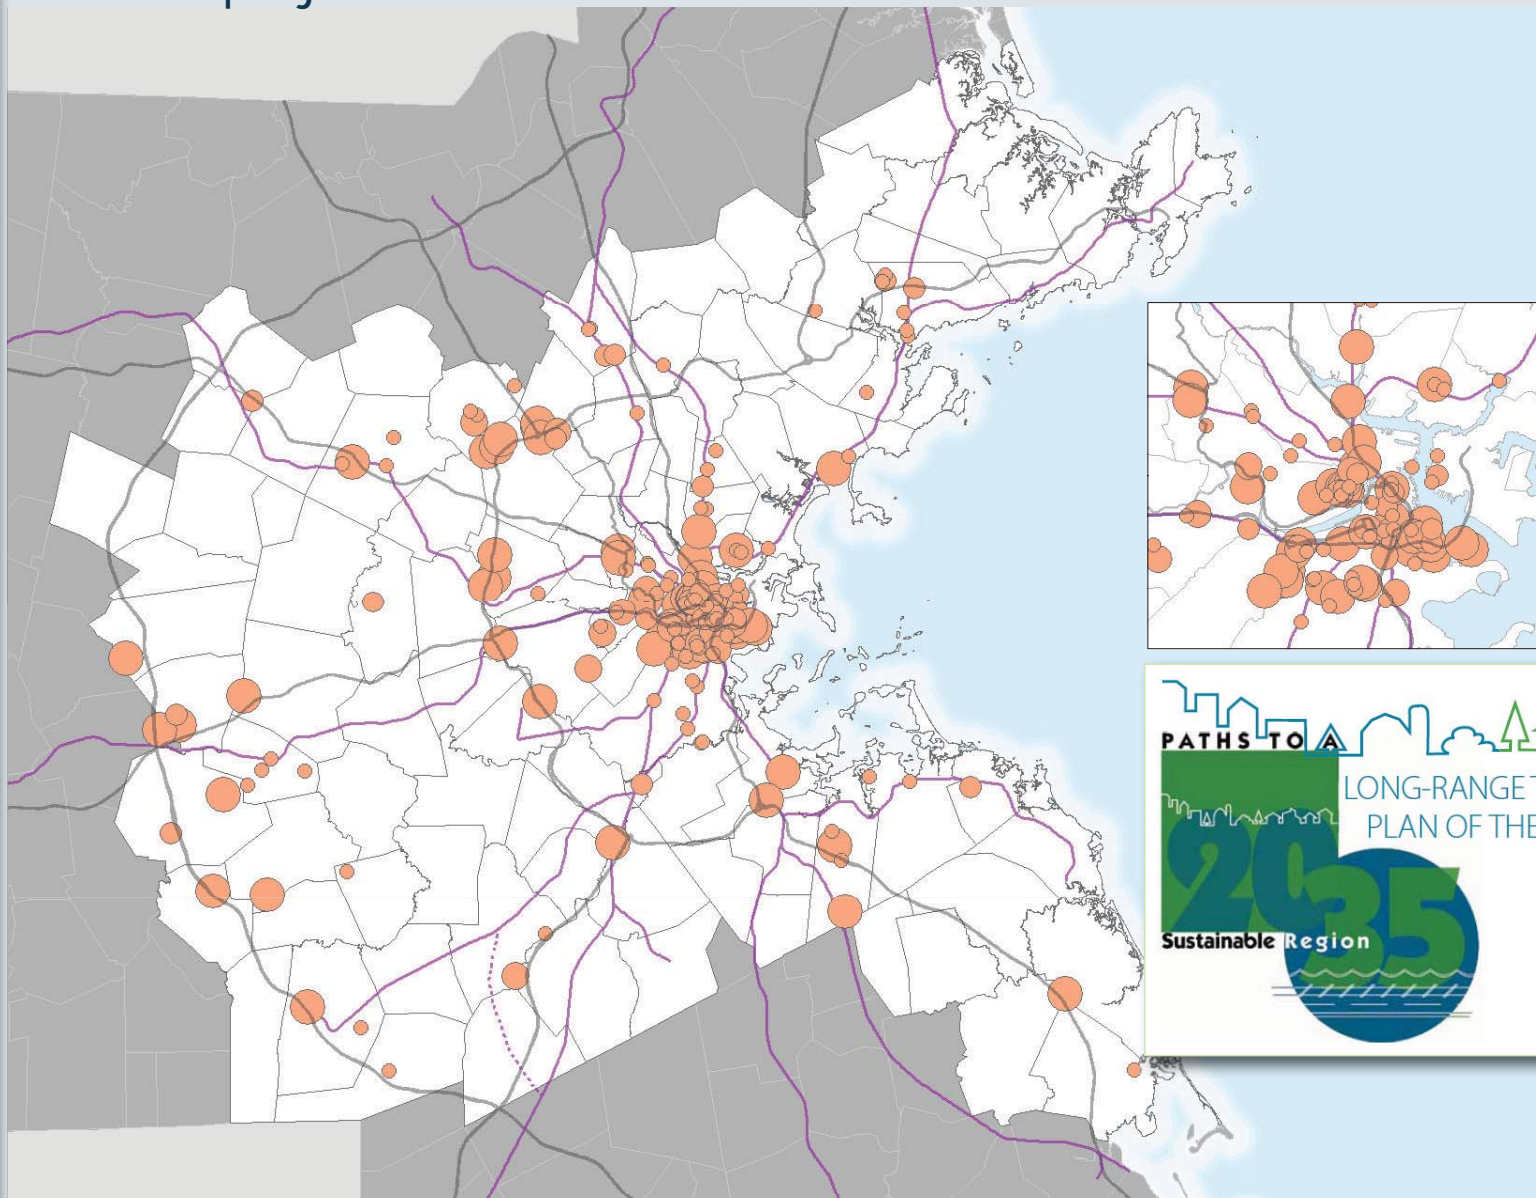 PATHS TO A
LONG-RANGE
PLAN OF THE
2035
Sustainable Region